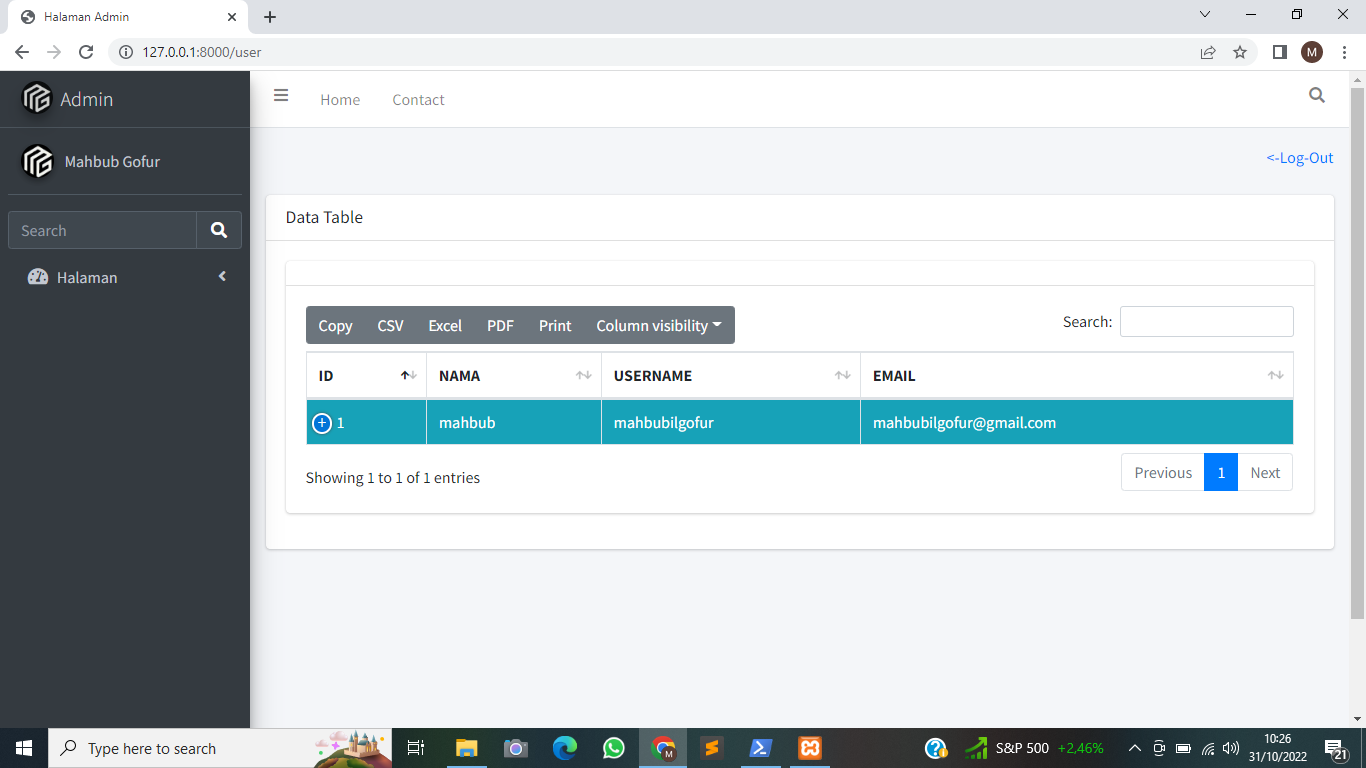 Halaman Admin
127.0.0.1:8000/user
M
Admin
Home Contact
Mahbub Gofur
<-Log-Out
Search
Data Table
Halaman
Copy CSV Excel PDF Print Column visibility
Search:
ID NAMA USERNAME EMAIL
1 mahbub mahbubilgofur mahbubilgofur@gmail.com
Showing 1 to 1 of 1 entries
Previous 1 Next
Type here to search
M
S&P 500 +2,46%
10:26
31/10/2022
21